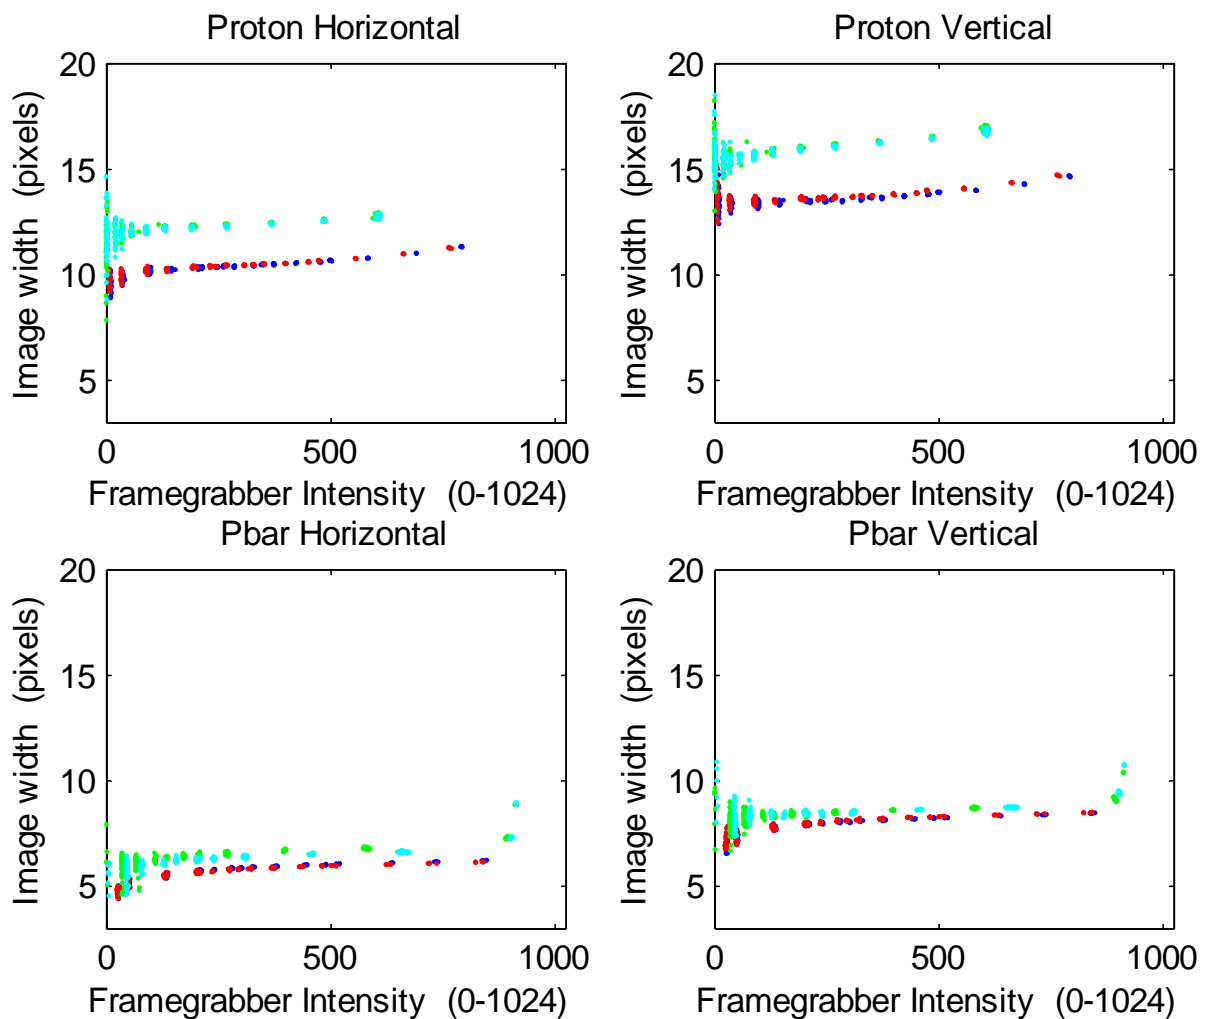 Proton Horizontal
Proton Vertical
20
15
10
5
0 500 1000
Image width (pixels)
Framegrabber Intensity (0-1024)
20
15
10
5
0 500 1000
Image width (pixels)
Framegrabber Intensity (0-1024)
Pbar Horizontal
Pbar Vertical
20
15
10
5
0 500 1000
Image width (pixels)
Framegrabber Intensity (0-1024)
20
15
10
5
0 500 1000
Image width (pixels)
Framegrabber Intensity (0-1024)